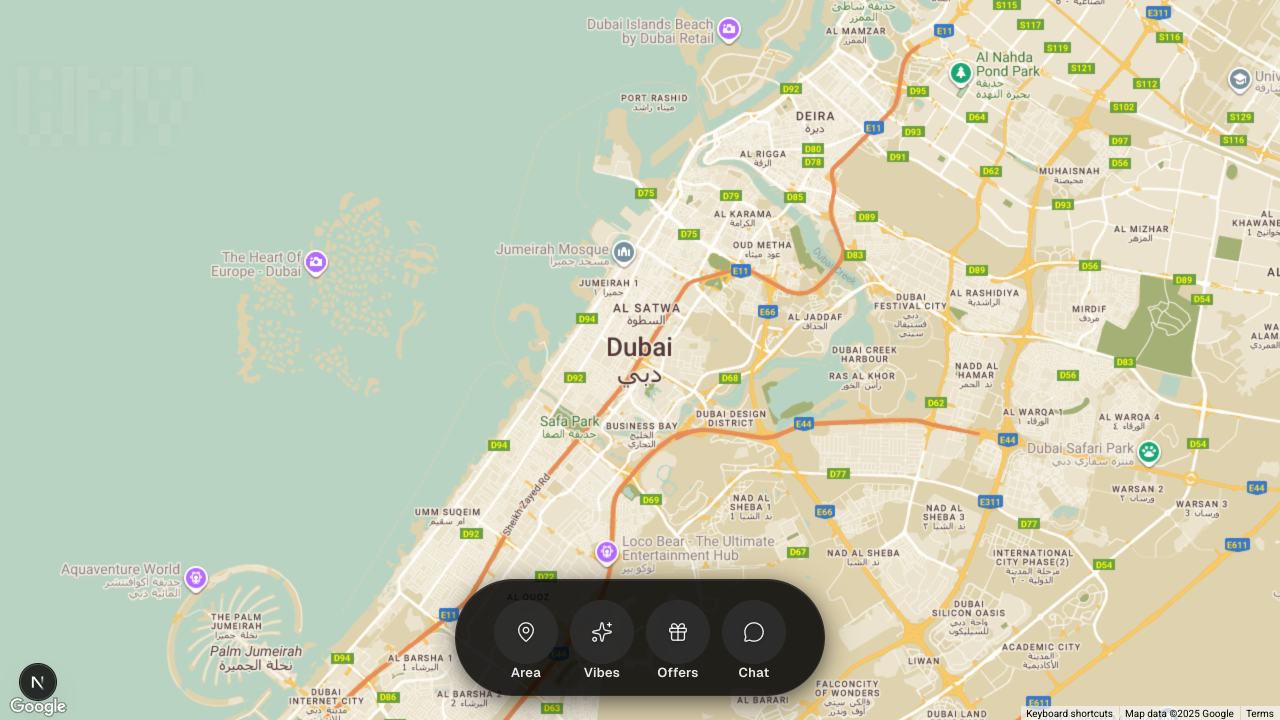 Dubai Islands Beach
by Dubai Retail
حديقة شاطئ
الممزر
AL MAMZAR
الممزر
S115
E11
S117
E311
S116
S119
Al Nahda
Pond Park
حديقة
بحيرة النهدة
S121
S112
D92
D95
PORT RASHID
ميناء راشد
S102
DEIRA
ديرة
D64
S129
E11
D93
S116
D97
D80
D78
D91
D56
AL RIGGA
الرقة
D62
MUHAISNAH
محيصنة
D75
D79
D85
D93
AL KARAMA
الكرامة
D89
AL MIZHAR
المزهر
D75
OUD METHA
عود ميثاء
Dubai Creek
D83
The Heart Of
Europe - Dubai
Jumeirah Mosque
مسجد جميرا
E11
D89
D56
D89
D54
JUMEIRAH 1
جميرا ١
AL SATWA
السطوة
D94
E66
AL JADDAF
الجداف
DUBAI
FESTIVAL CITY
دبي
فستيفال
سيتي
AL RASHIDIYA
الراشدية
MIRDIF
مردف
Dubai
دبي
DUBAI CREEK
HARBOUR
RAS AL KHOR
راس الخور
NADD AL
HAMAR
ند الحمر
D83
D92
D68
D56
D62
Safa Park
حديقة الصفا
BUSINESS BAY
الخليج
التجاري
DUBAI DESIGN
DISTRICT
E44
AL WARQA 1
الورقاء ١
AL WARQA 4
الورقاء ٤
E44
D94
Dubai Safari Park
منتزه سفاري دبي
D54
D77
Sheikh Zayed Rd
D69
NAD AL
SHEBA 1
ند الشبا 1
E66
E311
WARSAN 2
ورسان ٢
E44
WARSAN 3
ورسان 3
UMM SUQEIM
أم سقيم
D92
NAD AL
SHEBA 3
ند الشبا ٣
D77
E611
Loco Bear - The Ultimate
Entertainment Hub
لوكو بير
D67
NAD AL SHEBA
ند الشبا
INTERNATIONAL
CITY PHASE(2)
مرحلة المدينة
الدولية - ٢
D54
Aquaventure World
حديقة أكوافنتشر
المائية دبي
D72
AL QUOZ
E11
THE PALM
JUMEIRAH
نخلة جميرا
Palm Jumeirah
نخلة الجميرة
DUBAI
SILICON OASIS
واحة دبي
للسيليكون
D94
AL BARSHA 1
البرشاء ١
E44
LIWAN
ACADEMIC CITY
المدينة
الأكاديمية
Area
Vibes
Offers
Chat
N
Google
DUBAI
INTERNET CITY
D86
AL BARSHA 2
D63
AL BARARI
FALCONCITY
OF WONDERS
فالكن سيتي
أوف وندرز
DUBAI LAND
E611
Keyboard shortcuts
Map data ©2025 Google
Terms